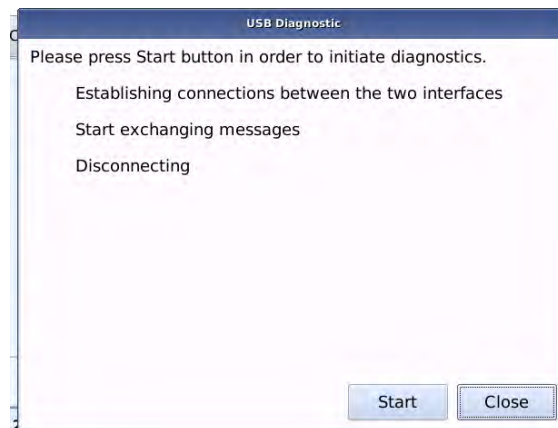 USB Diagnostic
Please press Start button in order to initiate diagnostics.
Establishing connections between the two interfaces
Start exchanging messages
Disconnecting
Start
Close